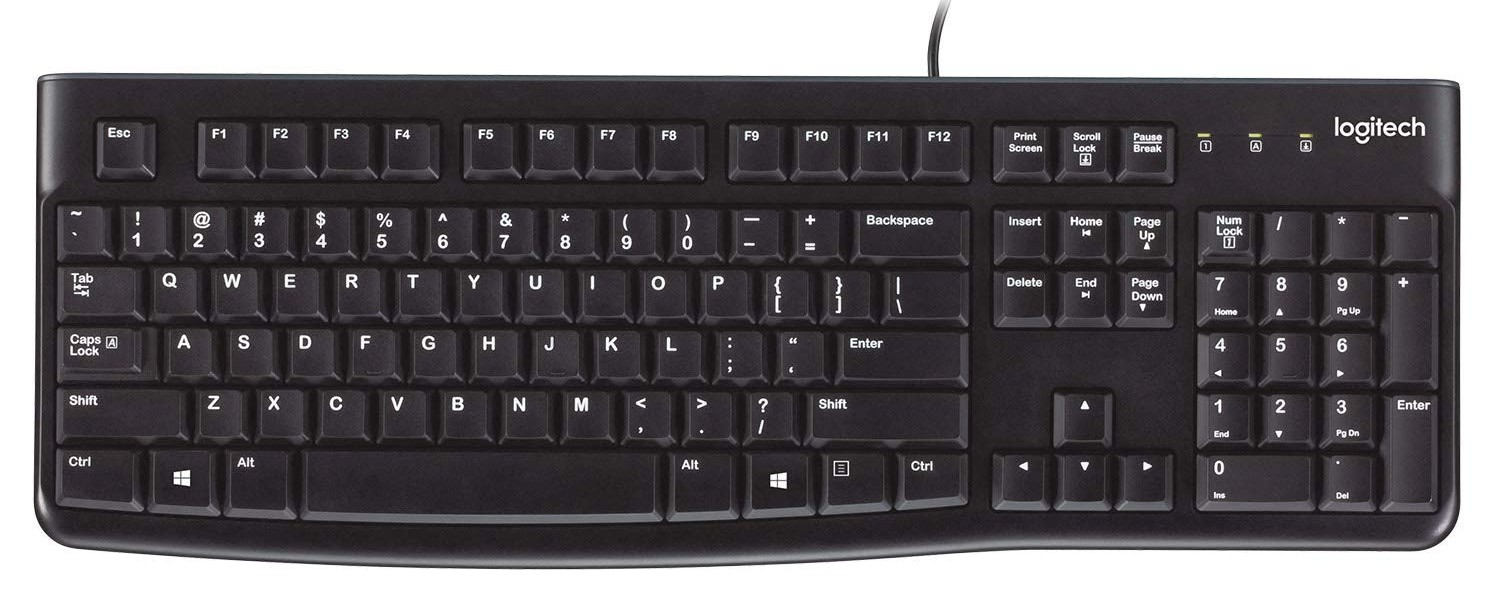 logitech
Esc F1 F2 F3 F4 F5 F6 F7 F8 F9 F10 F11 F12 Print Screen Scroll Lock Pause Break 1 A
~ ! @ # $ % ^ & * ( ) — + Backspace Insert Home Page Up Num Lock 1 / * −
` 1 2 3 4 5 6 7 8 9 0 – =
Tab Q W E R T Y U I O P { } | Delete End Page Down 7 8 9 +
[ ] \ Home ▲ Pg Up
Caps Lock A A S D F G H J K L : “ Enter 4 5 6
; ‘ ◄ ►
Shift Z X C V B N M < > ? Shift ▲ 1 2 3 Enter
, . / End ▼ Pg Dn
Ctrl Alt Alt Ctrl ◄ ▼ ► 0 .
Ins Del